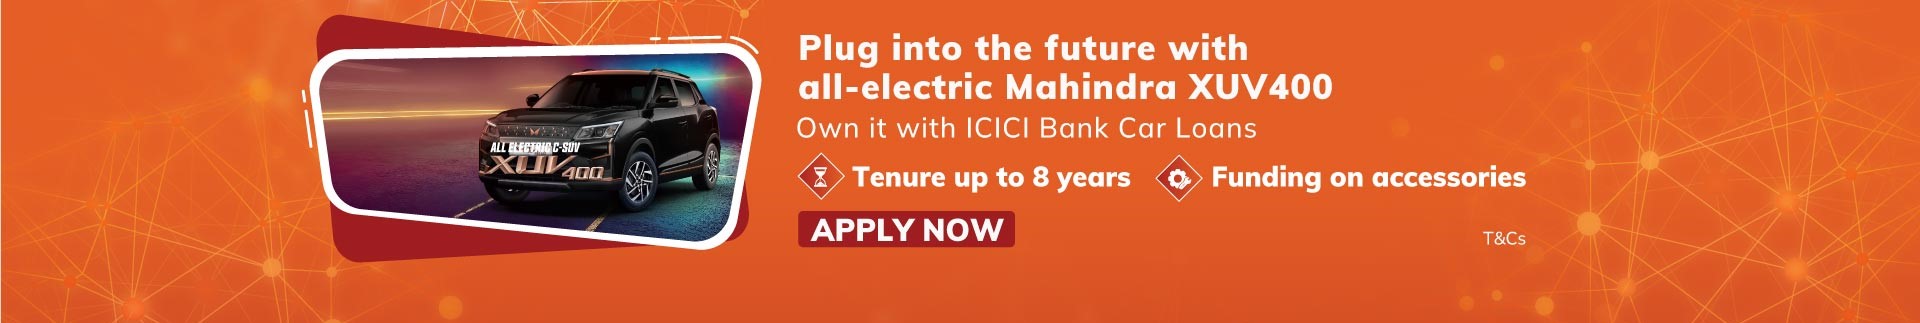 Plug into the future with
all-electric Mahindra XUV400
Own it with ICICI Bank Car Loans
Tenure up to 8 years
Funding on accessories
APPLY NOW
T&Cs
ALL ELECTRIC C-SUV
XUV400